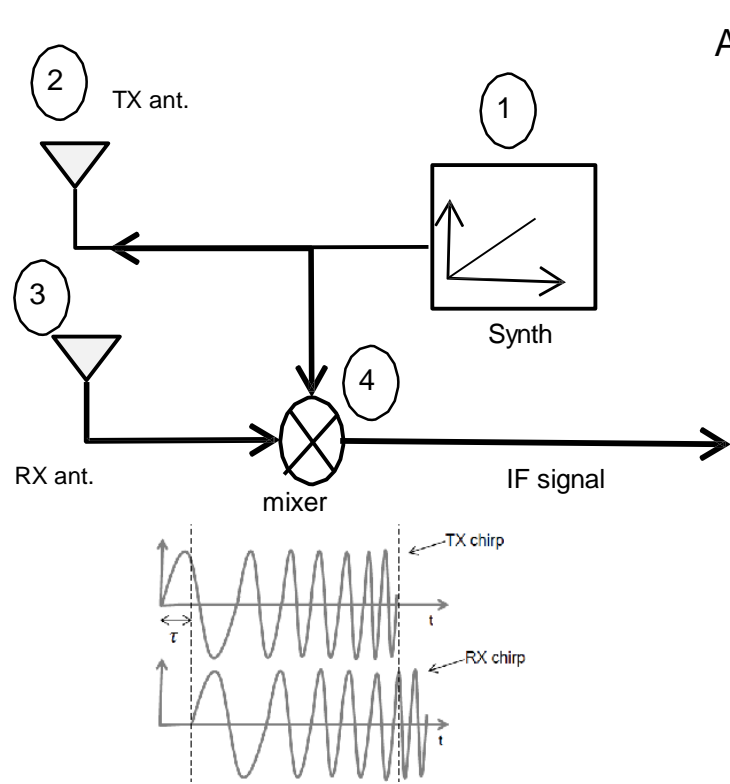 A
2
TX ant.
1
3
Synth
4
RX ant.
mixer
IF signal
TX chirp
t
τ
RX chirp
t